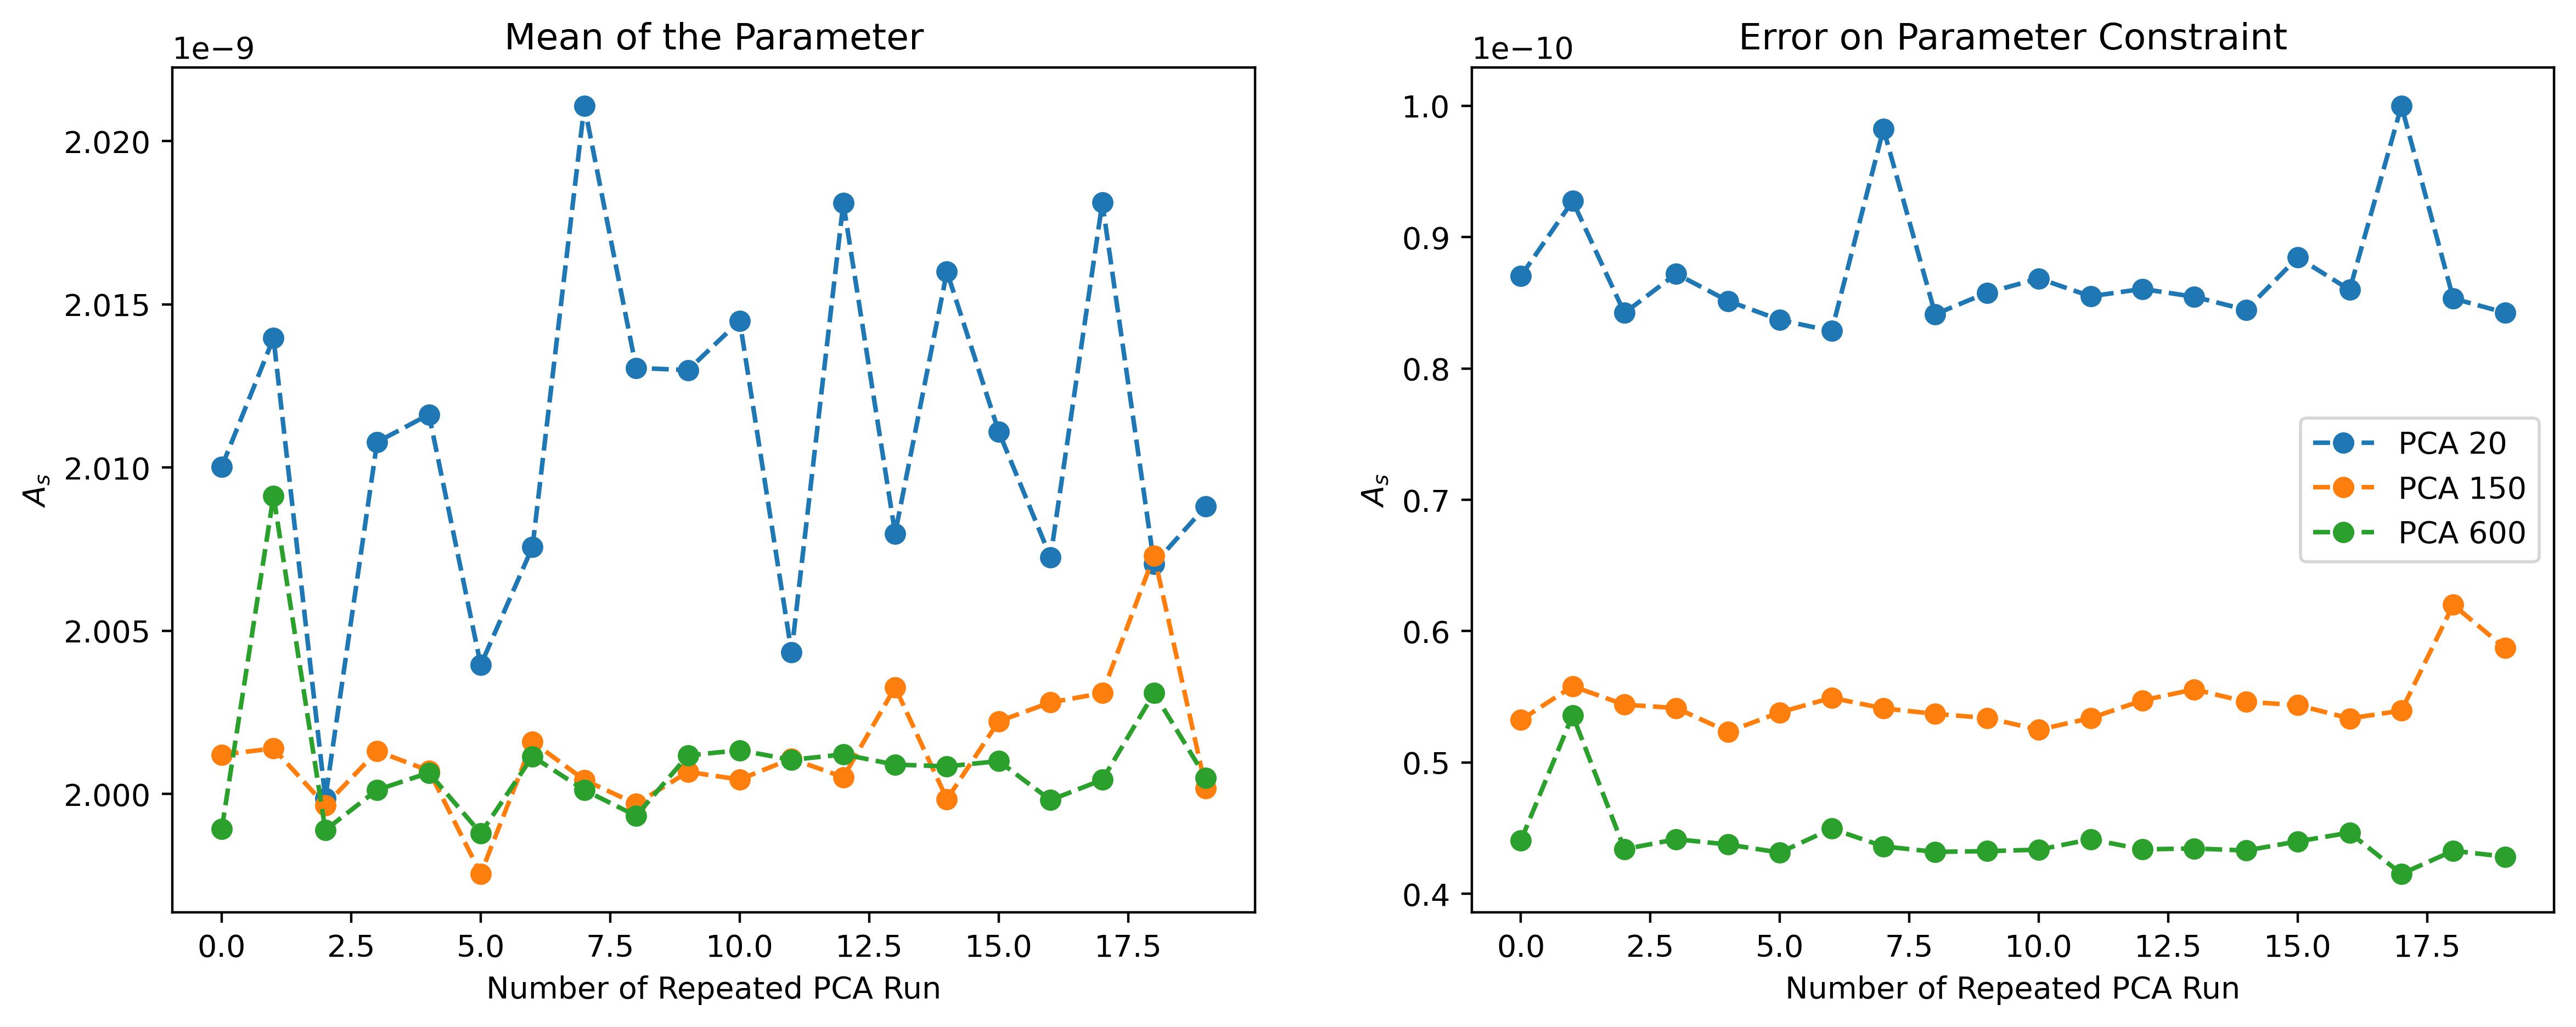 Mean of the Parameter
1e−9
2.020
2.015
2.010
2.005
2.000
A_s
0.0 2.5 5.0 7.5 10.0 12.5 15.0 17.5
Number of Repeated PCA Run
Error on Parameter Constraint
1e−10
1.0
0.9
0.8
0.7
0.6
0.5
0.4
A_s
PCA 20
PCA 150
PCA 600
0.0 2.5 5.0 7.5 10.0 12.5 15.0 17.5
Number of Repeated PCA Run